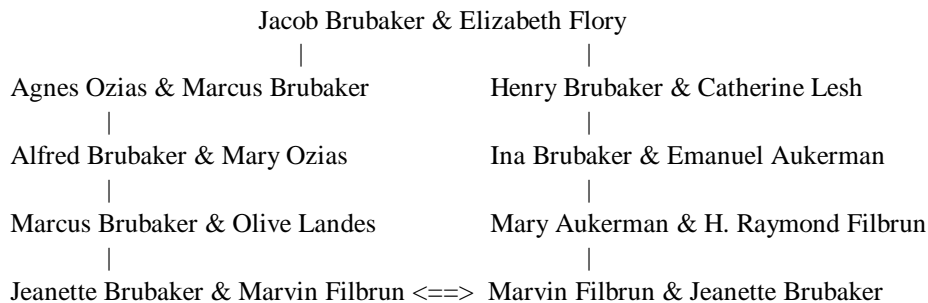 Jacob Brubaker & Elizabeth Flory
| |
Agnes Ozias & Marcus Brubaker Henry Brubaker & Catherine Lesh
| |
Alfred Brubaker & Mary Ozias Ina Brubaker & Emanuel Aukerman
| |
Marcus Brubaker & Olive Landes Mary Aukerman & H. Raymond Filbrun
| |
Jeanette Brubaker & Marvin Filbrun <==> Marvin Filbrun & Jeanette Brubaker